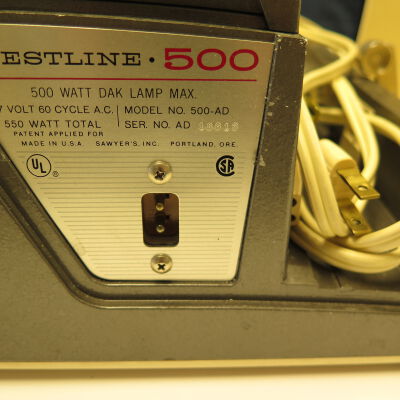 ESTLINE · 500
500 WATT DAK LAMP MAX.
7 VOLT 60 CYCLE A.C. MODEL NO. 500-AD
550 WATT TOTAL SER. NO. AD
PATENT APPLIED FOR
MADE IN U.S.A. SAWYER'S, INC. PORTLAND, ORE.
UL SA